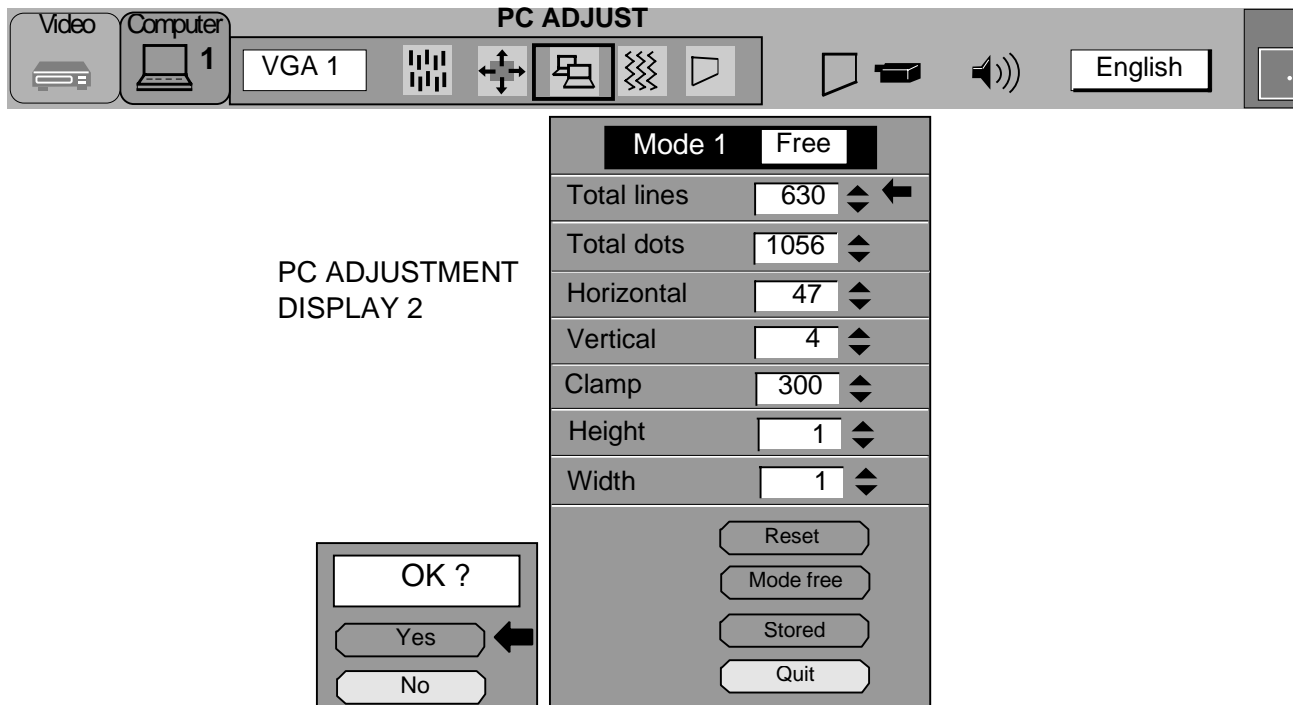 PC ADJUST
Video
Computer
1
VGA 1
English
Mode 1 Free
Total lines 630
Total dots 1056
PC ADJUSTMENT
DISPLAY 2
Horizontal 47
Vertical 4
Clamp 300
Height 1
Width 1
Reset
Mode free
Stored
Quit
OK ?
Yes
No